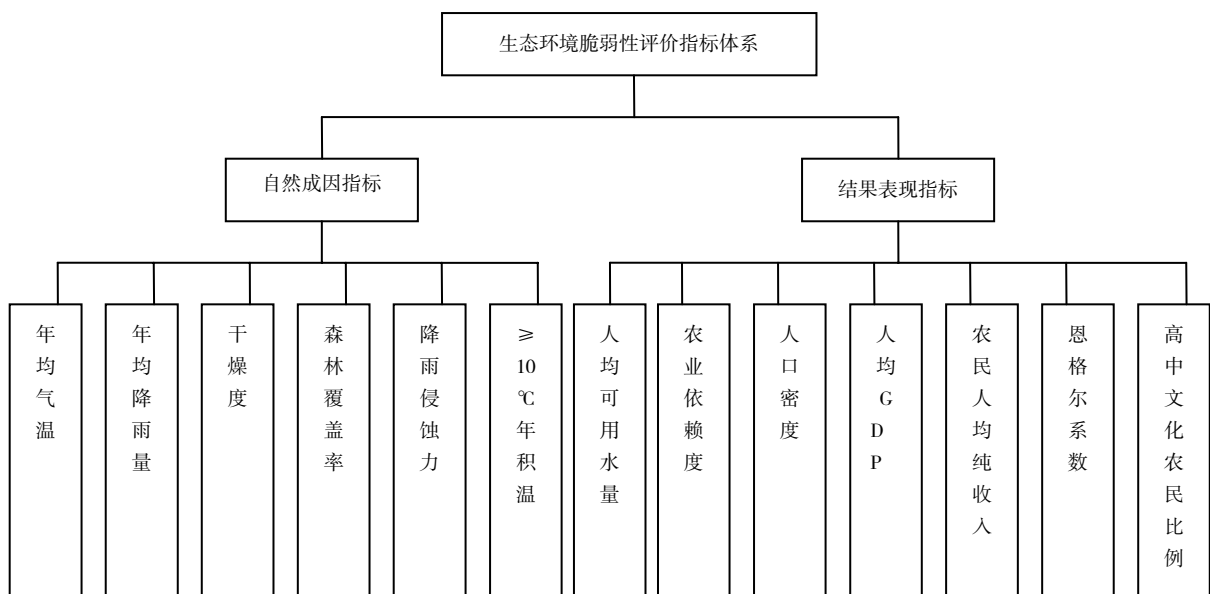 生态环境脆弱性评价指标体系
自然成因指标
结果表现指标
年均气温
年均降雨量
干燥度
森林覆盖率
降雨侵蚀力
≥10℃年积温
人均可用水量
农业依赖度
人口密度
人均GDP
农民人均纯收入
恩格尔系数
高中文化农民比例